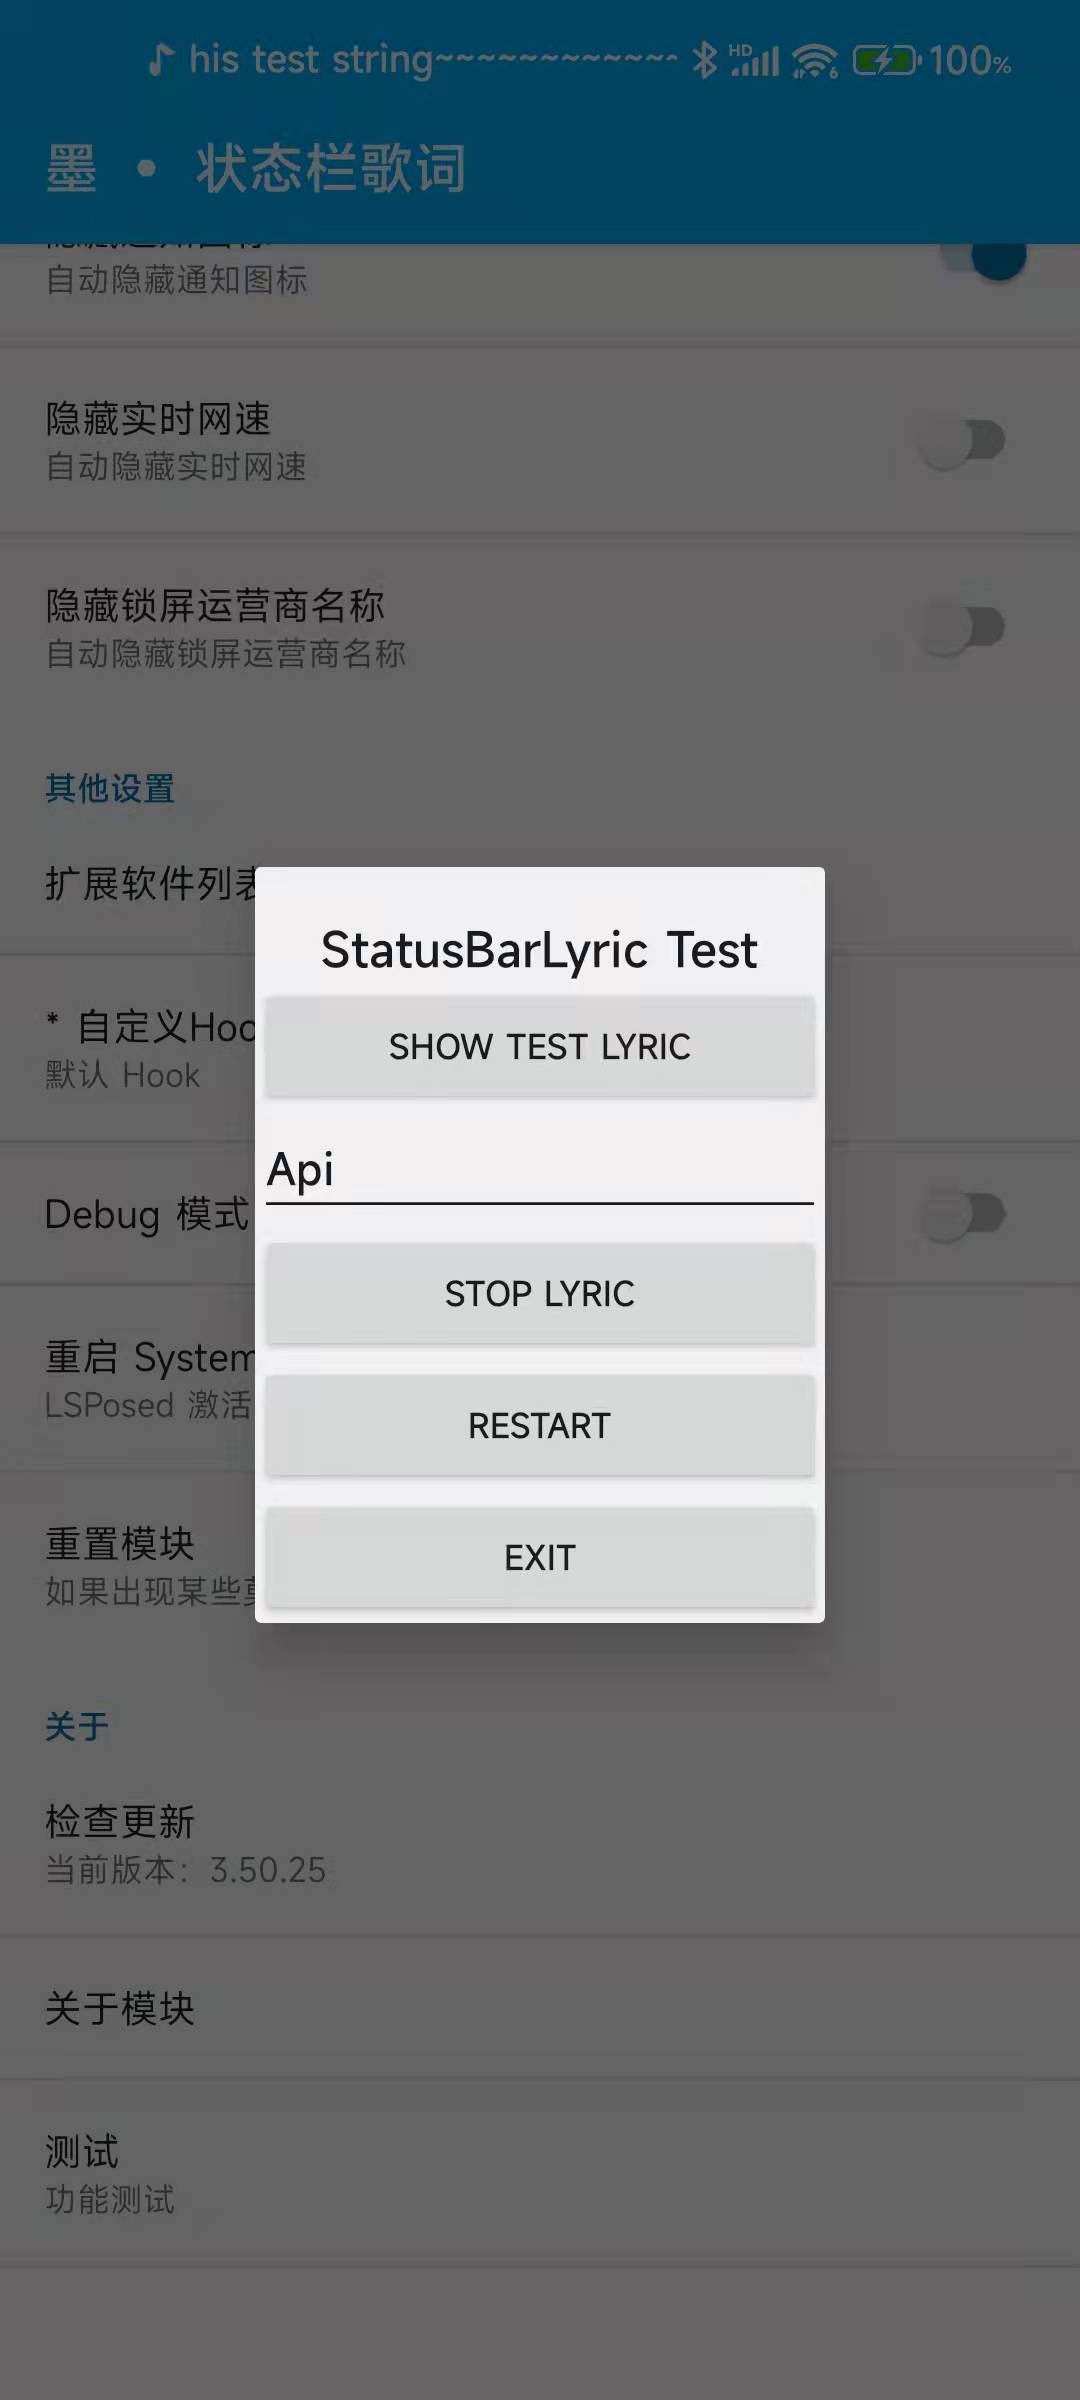 his test string~~~~~~~~~~~~ HD 6 100%
墨 • 状态栏歌词
自动隐藏通知图标
隐藏实时网速
自动隐藏实时网速
隐藏锁屏运营商名称
自动隐藏锁屏运营商名称
其他设置
扩展软件列表
StatusBarLyric Test
SHOW TEST LYRIC
* 自定义Hoo
默认 Hook
Api
Debug 模式
STOP LYRIC
重启 System
LSPosed 激活
RESTART
重置模块
如果出现某些
EXIT
关于
检查更新
当前版本：3.50.25
关于模块
测试
功能测试